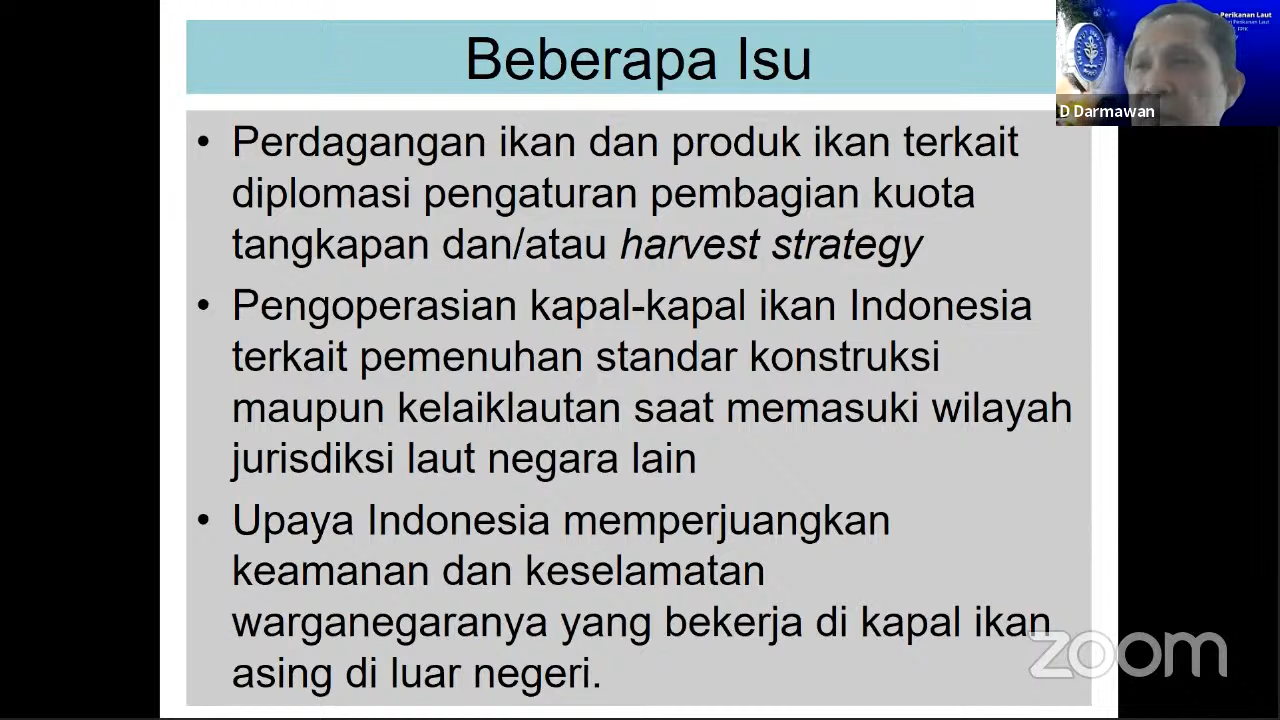 Beberapa Isu
• Perdagangan ikan dan produk ikan terkait
diplomasi pengaturan pembagian kuota
tangkapan dan/atau harvest strategy
• Pengoperasian kapal-kapal ikan Indonesia
terkait pemenuhan standar konstruksi
maupun kelaiklautan saat memasuki wilayah
jurisdiksi laut negara lain
• Upaya Indonesia memperjuangkan
keamanan dan keselamatan
warganegaranya yang bekerja di kapal ikan
asing di luar negeri.
Perikanan Laut
D Darmawan
zoom